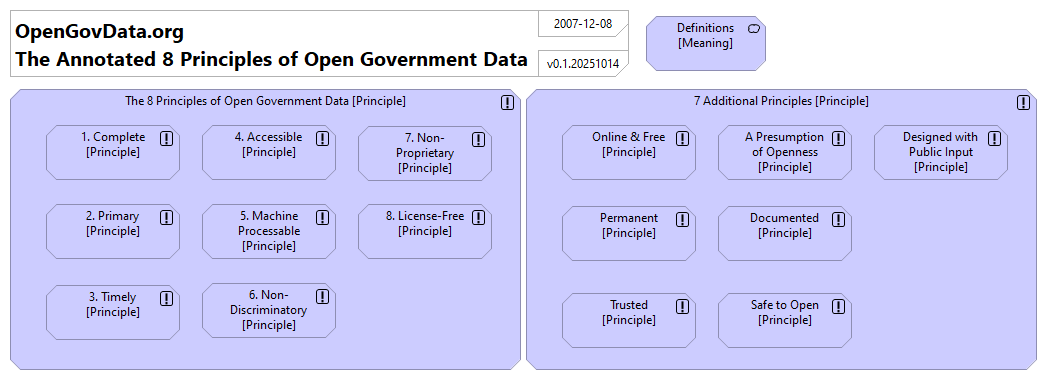 OpenGovData.org
The Annotated 8 Principles of Open Government Data
2007-12-08
v0.1.20251014
Definitions
[Meaning]
The 8 Principles of Open Government Data [Principle]
1. Complete
[Principle]
4. Accessible
[Principle]
7. Non-
Proprietary
[Principle]
2. Primary
[Principle]
5. Machine
Processable
[Principle]
8. License-Free
[Principle]
3. Timely
[Principle]
6. Non-
Discriminatory
[Principle]
7 Additional Principles [Principle]
Online & Free
[Principle]
A Presumption
of Openness
[Principle]
Designed with
Public Input
[Principle]
Permanent
[Principle]
Documented
[Principle]
Trusted
[Principle]
Safe to Open
[Principle]